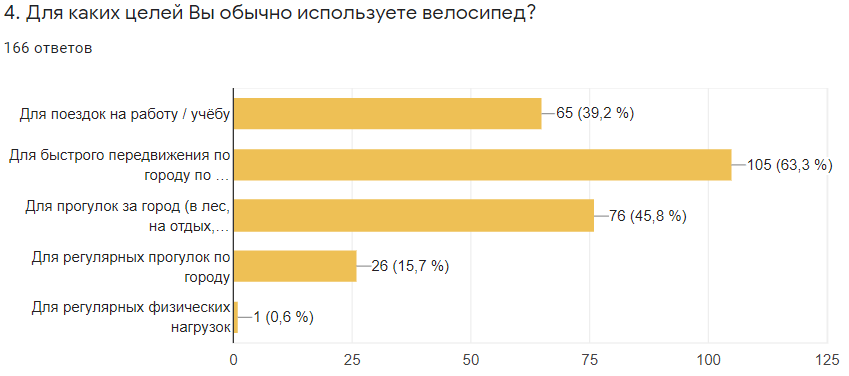 4. Для каких целей Вы обычно используете велосипед?
166 ответов
Для поездок на работу / учёбу
65 (39,2 %)
Для быстрого передвижения по
городу по …
105 (63,3 %)
Для прогулок за город (в лес,
на отдых,…
76 (45,8 %)
Для регулярных прогулок по
городу
26 (15,7 %)
Для регулярных физических
нагрузок
1 (0,6 %)
0 25 50 75 100 125